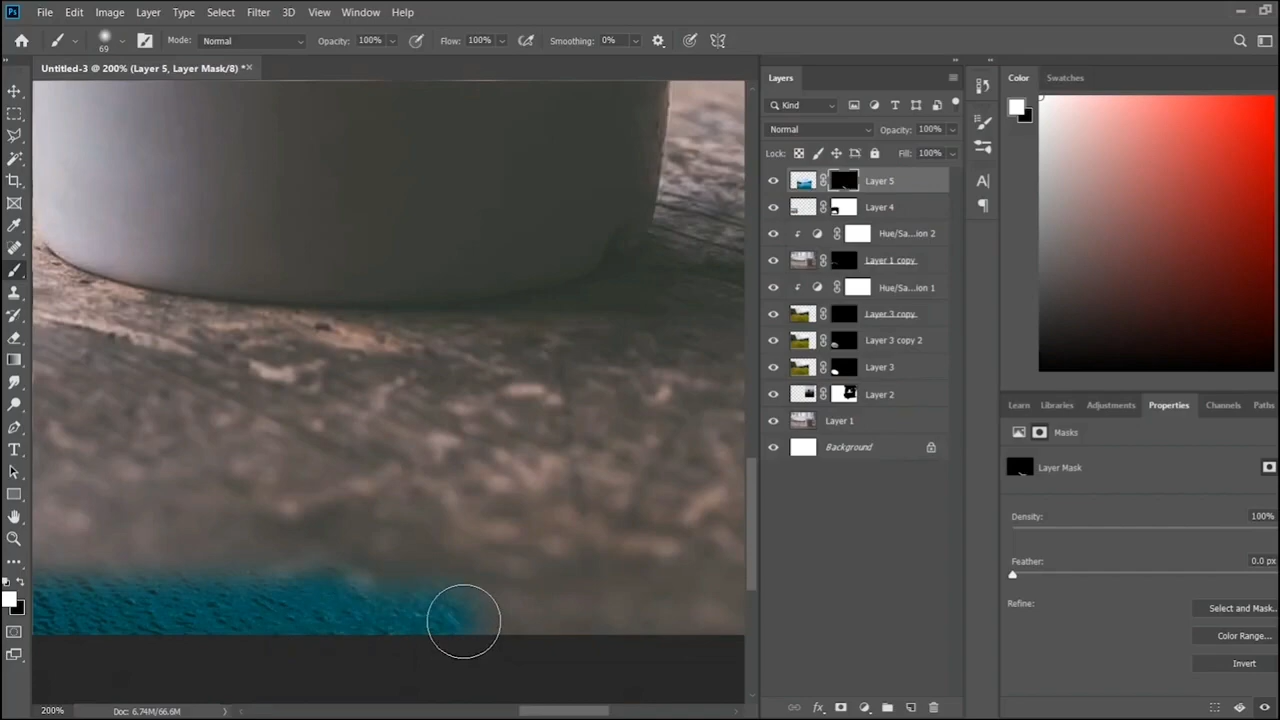 Ps File Edit Image Layer Type Select Filter 3D View Window Help
69 Mode: Normal Opacity: 100% Flow: 100% Smoothing: 0%
Untitled-3 @ 200% (Layer 5, Layer Mask/8) * ×
Layers
Kind
Normal Opacity: 100%
Lock: Fill: 100%
Layer 5
Layer 4
Hue/Sa...ion 2
Layer 1 copy
Hue/Sa...ion 1
Layer 3 copy
Layer 3 copy 2
Layer 3
Layer 2
Layer 1
Background
fx
Color Swatches
Learn Libraries Adjustments Properties Channels Paths
Masks
Layer Mask
Density: 100%
Feather: 0.0 px
Refine: Select and Mask...
Color Range...
Invert
200% Doc: 6.74M/66.6M